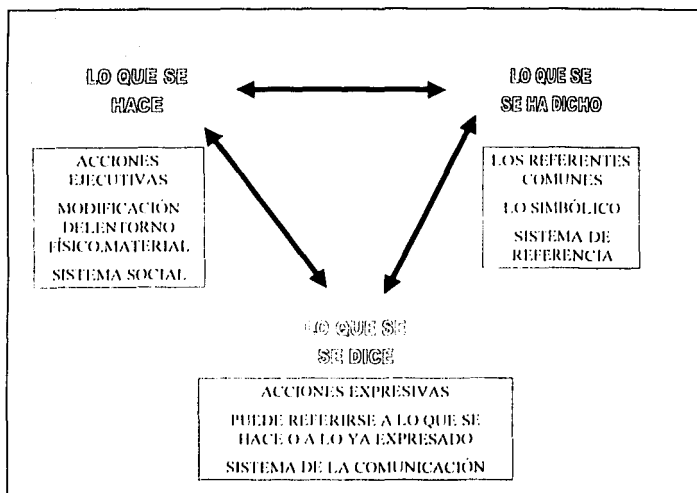 LO QUE SE
HACE
LO QUE SE
SE HA DICHO
ACCIONES
EJECUTIVAS
MODIFICACIÓN
DELENTORNO
FÍSICO.MATERIAL
SISTEMA SOCIAL
LOS REFERENTES
COMUNES
LO SIMBÓLICO
SISTEMA DE
REFERENCIA
LO QUE SE
SE DICE
ACCIONES EXPRESIVAS
PUEDE REFERIRSE A LO QUE SE
HACE O A LO YA EXPRESADO
SISTEMA DE LA COMUNICACIÓN